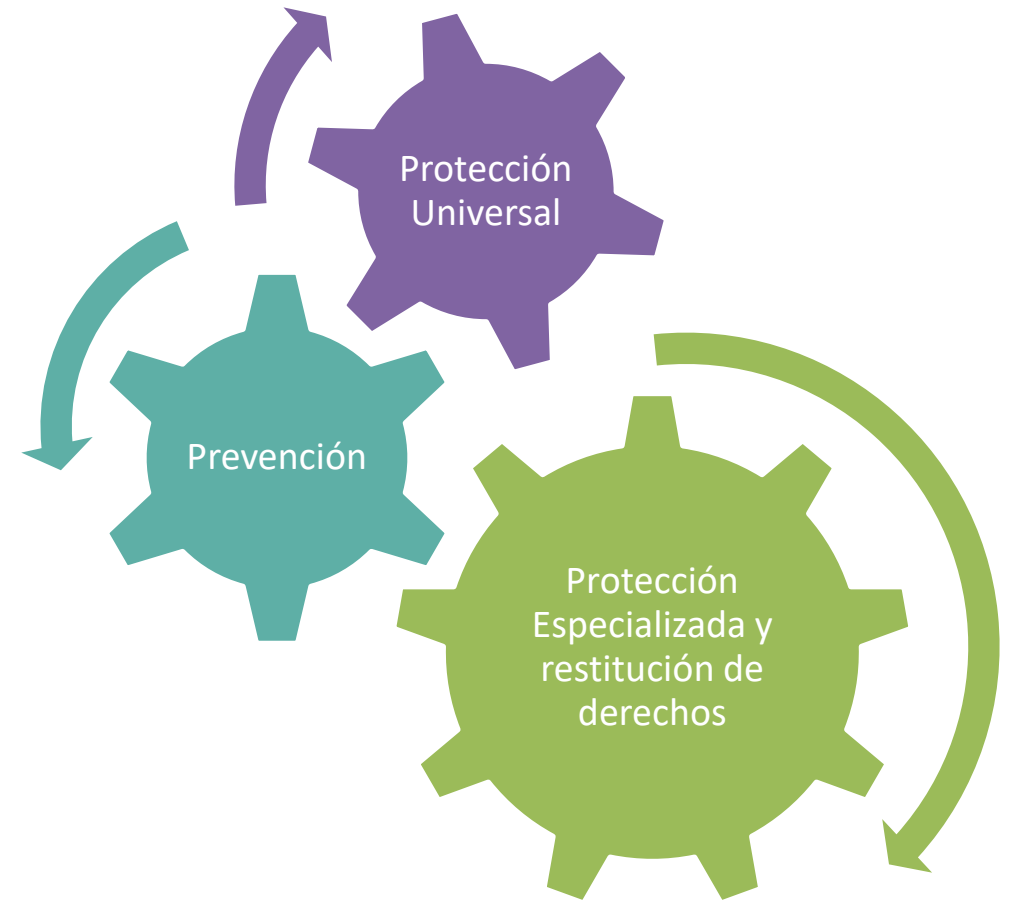 Protección
Universal
Prevención
Protección
Especializada y
restitución de
derechos